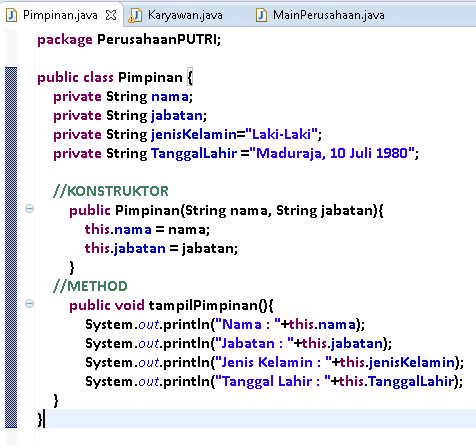 Pimpinan.java Karyawan.java MainPerusahaan.java
package PerusahaanPUTRI;
public class Pimpinan {
private String nama;
private String jabatan;
private String jenisKelamin="Laki-Laki";
private String TanggalLahir ="Maduraja, 10 Juli 1980";
//KONSTRUKTOR
public Pimpinan(String nama, String jabatan){
this.nama = nama;
this.jabatan = jabatan;
}
//METHOD
public void tampilPimpinan(){
System.out.println("Nama : "+this.nama);
System.out.println("Jabatan : "+this.jabatan);
System.out.println("Jenis Kelamin : "+this.jenisKelamin);
System.out.println("Tanggal Lahir : "+this.TanggalLahir);
}
}